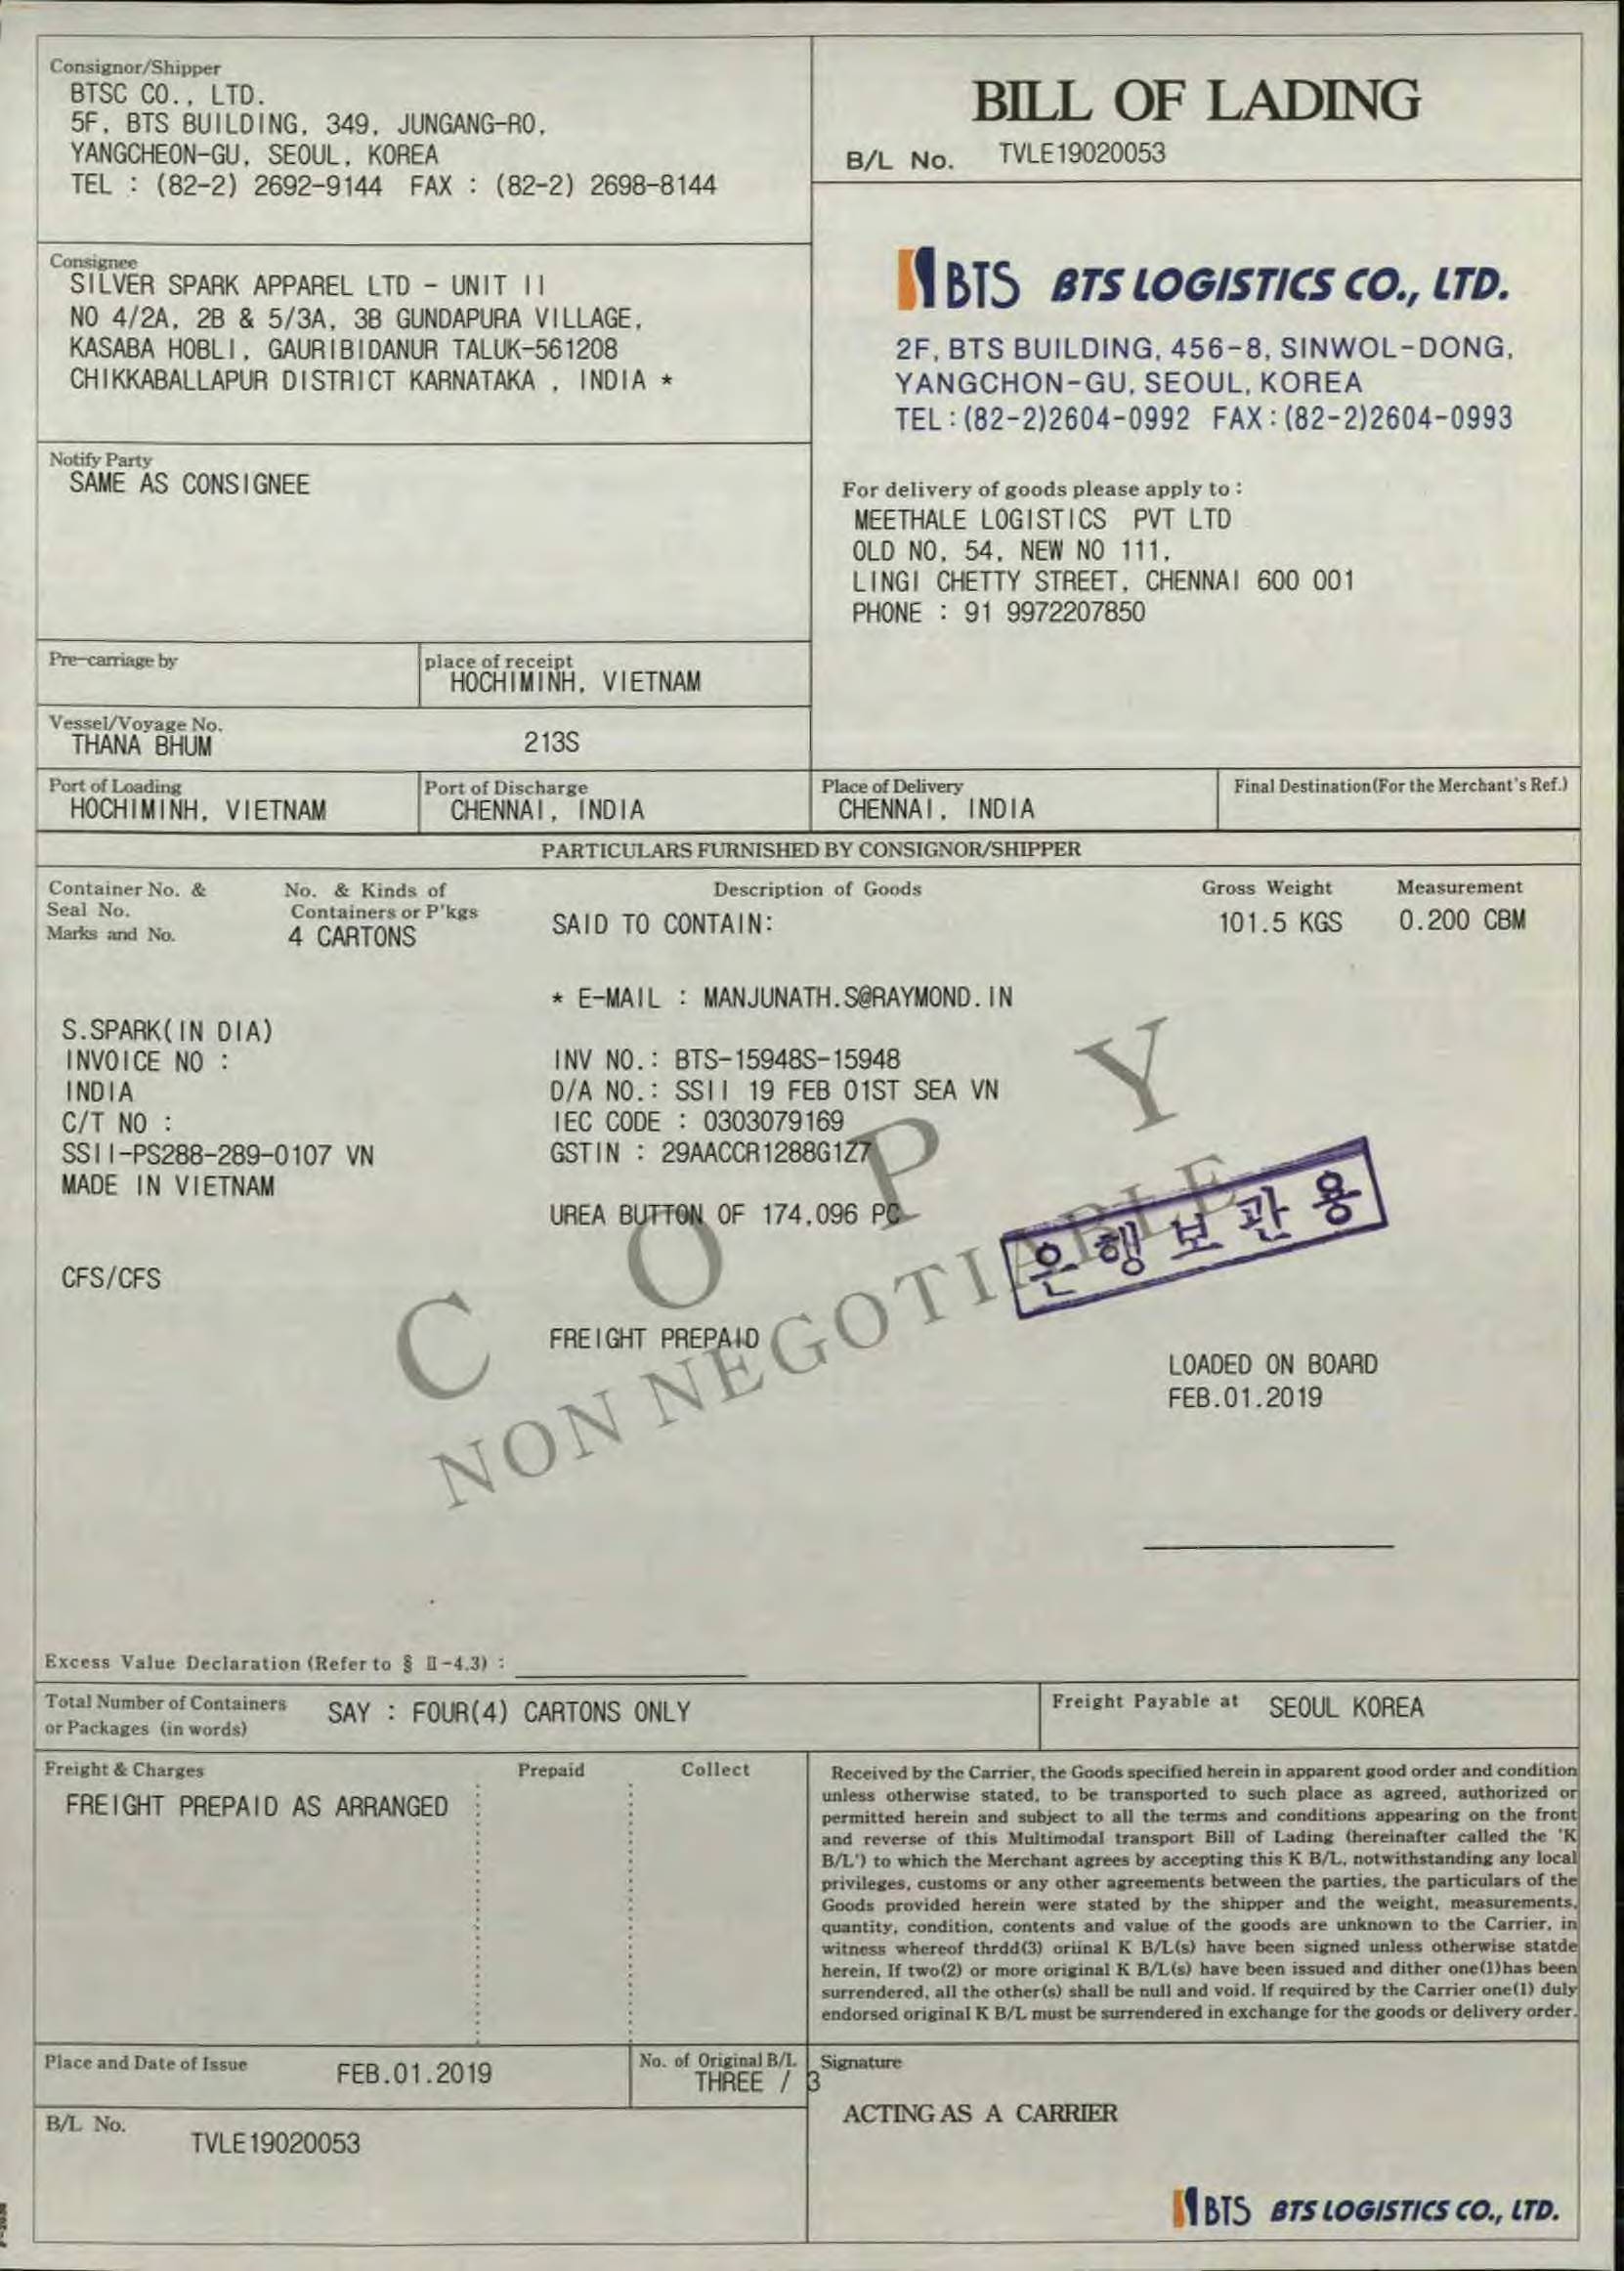 Consignor/Shipper
BTSC CO., LTD.
5F, BTS BUILDING, 349, JUNGANG-RO,
YANGCHEON-GU, SEOUL, KOREA
TEL : (82-2) 2692-9144 FAX : (82-2) 2698-8144
BILL OF LADING
B/L No. TVLE19020053
Consignee
SILVER SPARK APPAREL LTD - UNIT II
NO 4/2A, 2B & 5/3A, 3B GUNDAPURA VILLAGE,
KASABA HOBLI, GAURIBIDANUR TALUK-561208
CHIKKABALLAPUR DISTRICT KARNATAKA , INDIA *
BTS BTS LOGISTICS CO., LTD.
2F, BTS BUILDING, 456-8, SINWOL-DONG,
YANGCHON-GU, SEOUL, KOREA
TEL : (82-2)2604-0992 FAX : (82-2)2604-0993
Notify Party
SAME AS CONSIGNEE
For delivery of goods please apply to :
MEETHALE LOGISTICS PVT LTD
OLD NO, 54, NEW NO 111,
LINGI CHETTY STREET, CHENNAI 600 001
PHONE : 91 9972207850
Pre-carriage by
place of receipt
HOCHIMINH, VIETNAM
Vessel/Voyage No.
THANA BHUM 213S
Port of Loading
HOCHIMINH, VIETNAM
Port of Discharge
CHENNAI, INDIA
Place of Delivery
CHENNAI, INDIA
Final Destination(For the Merchant's Ref.)
PARTICULARS FURNISHED BY CONSIGNOR/SHIPPER
Container No. &
Seal No.
Marks and No.
No. & Kinds of
Containers or P'kgs
4 CARTONS
Description of Goods
SAID TO CONTAIN:
Gross Weight
101.5 KGS
Measurement
0.200 CBM
* E-MAIL : MANJUNATH.S@RAYMOND.IN
S.SPARK(IN DIA)
INVOICE NO :
INDIA
C/T NO :
SSII-PS288-289-0107 VN
MADE IN VIETNAM
INV NO.: BTS-15948S-15948
D/A NO.: SSII 19 FEB 01ST SEA VN
IEC CODE : 0303079169
GSTIN : 29AACCR1288G1Z7
UREA BUTTON OF 174,096 PC
CFS/CFS
FREIGHT PREPAID
COPY
NON NEGOTIABLE
은행보관용
LOADED ON BOARD
FEB.01.2019
Excess Value Declaration (Refer to § Ⅱ-4.3) :
Total Number of Containers
or Packages (in words)
SAY : FOUR(4) CARTONS ONLY
Freight Payable at SEOUL KOREA
Freight & Charges Prepaid Collect
FREIGHT PREPAID AS ARRANGED
Received by the Carrier, the Goods specified herein in apparent good order and condition
unless otherwise stated, to be transported to such place as agreed, authorized or
permitted herein and subject to all the terms and conditions appearing on the front
and reverse of this Multimodal transport Bill of Lading (hereinafter called the 'K
B/L') to which the Merchant agrees by accepting this K B/L, notwithstanding any local
privileges, customs or any other agreements between the parties, the particulars of the
Goods provided herein were stated by the shipper and the weight, measurements,
quantity, condition, contents and value of the goods are unknown to the Carrier, in
witness whereof thrdd(3) oriinal K B/L(s) have been signed unless otherwise statde
herein, If two(2) or more original K B/L(s) have been issued and dither one(1)has been
surrendered, all the other(s) shall be null and void. If required by the Carrier one(1) duly
endorsed original K B/L must be surrendered in exchange for the goods or delivery order.
Place and Date of Issue FEB.01.2019
No. of Original B/L
THREE / 3
Signature
ACTING AS A CARRIER
B/L No.
TVLE19020053
BTS BTS LOGISTICS CO., LTD.